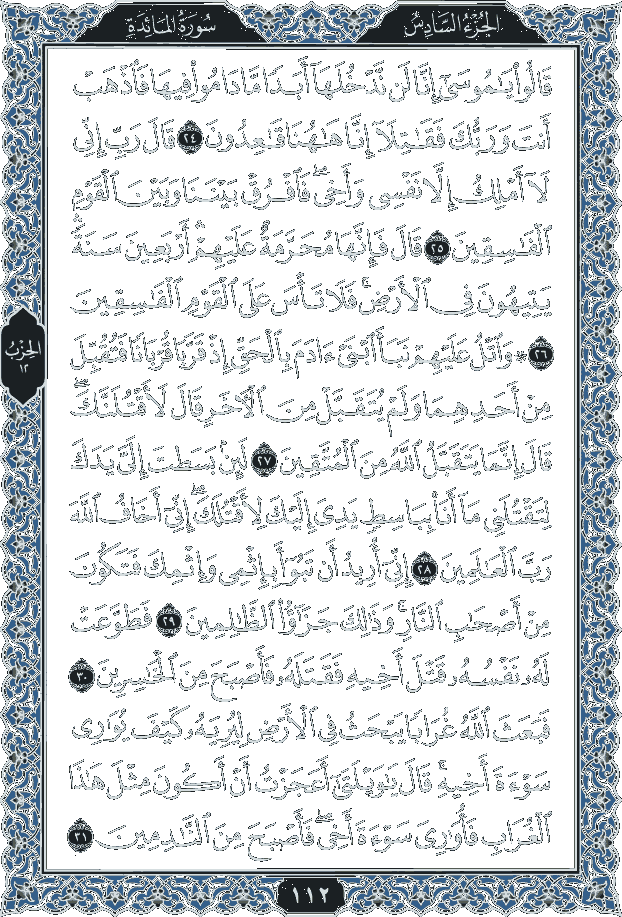 الجزء السادس
سورة المائدة
قَالُوا۟ يَـٰمُوسَىٰٓ إِنَّا لَن نَّدْخُلَهَآ أَبَدًا مَّا دَامُوا۟ فِيهَا فَٱذْهَبْ
أَنتَ وَرَبُّكَ فَقَـٰتِلَآ إِنَّا هَـٰهُنَا قَـٰعِدُونَ ٢٤ قَالَ رَبِّ إِنِّى
لَآ أَمْلِكُ إِلَّا نَفْسِى وَأَخِى ۖ فَٱفْرُقْ بَيْنَنَا وَبَيْنَ ٱلْقَوْمِ
ٱلْفَـٰسِقِينَ ٢٥ قَالَ فَإِنَّهَا مُحَرَّمَةٌ عَلَيْهِمْ ۛ أَرْبَعِينَ سَنَةً ۛ
يَتِيهُونَ فِى ٱلْأَرْضِ ۚ فَلَا تَأْسَ عَلَى ٱلْقَوْمِ ٱلْفَـٰسِقِينَ
٢٦ ۞ وَٱتْلُ عَلَيْهِمْ نَبَأَ ٱبْنَىْ ءَادَمَ بِٱلْحَقِّ إِذْ قَرَّبَا قُرْبَانًا فَتُقُبِّلَ
مِنْ أَحَدِهِمَا وَلَمْ يُتَقَبَّلْ مِنَ ٱلْـَٔاخَرِ قَالَ لَأَقْتُلَنَّكَ ۖ
قَالَ إِنَّمَا يَتَقَبَّلُ ٱللَّهُ مِنَ ٱلْمُتَّقِينَ ٢٧ لَئِنۢ بَسَطتَ إِلَىَّ يَدَكَ
لِتَقْتُلَنِى مَآ أَنَا۠ بِبَاسِطٍ يَدِىَ إِلَيْكَ لِأَقْتُلَكَ ۖ إِنِّىٓ أَخَافُ ٱللَّهَ
رَبَّ ٱلْعَـٰلَمِينَ ٢٨ إِنِّىٓ أُرِيدُ أَن تَبُوٓأَ بِإِثْمِى وَإِثْمِكَ فَتَكُونَ
مِنْ أَصْحَـٰبِ ٱلنَّارِ ۚ وَذَٰلِكَ جَزَٰٓؤُا۟ ٱلظَّـٰلِمِينَ ٢٩ فَطَوَّعَتْ
لَهُۥ نَفْسُهُۥ قَتْلَ أَخِيهِ فَقَتَلَهُۥ فَأَصْبَحَ مِنَ ٱلْخَـٰسِرِينَ ٣٠
فَبَعَثَ ٱللَّهُ غُرَابًا يَبْحَثُ فِى ٱلْأَرْضِ لِيُرِيَهُۥ كَيْفَ يُوَٰرِى
سَوْءَةَ أَخِيهِ ۚ قَالَ يَـٰوَيْلَتَىٰٓ أَعَجَزْتُ أَنْ أَكُونَ مِثْلَ هَـٰذَا
ٱلْغُرَابِ فَأُوَٰرِىَ سَوْءَةَ أَخِى ۖ فَأَصْبَحَ مِنَ ٱلنَّـٰدِمِينَ ٣١
الحزب
١٢
١١٢